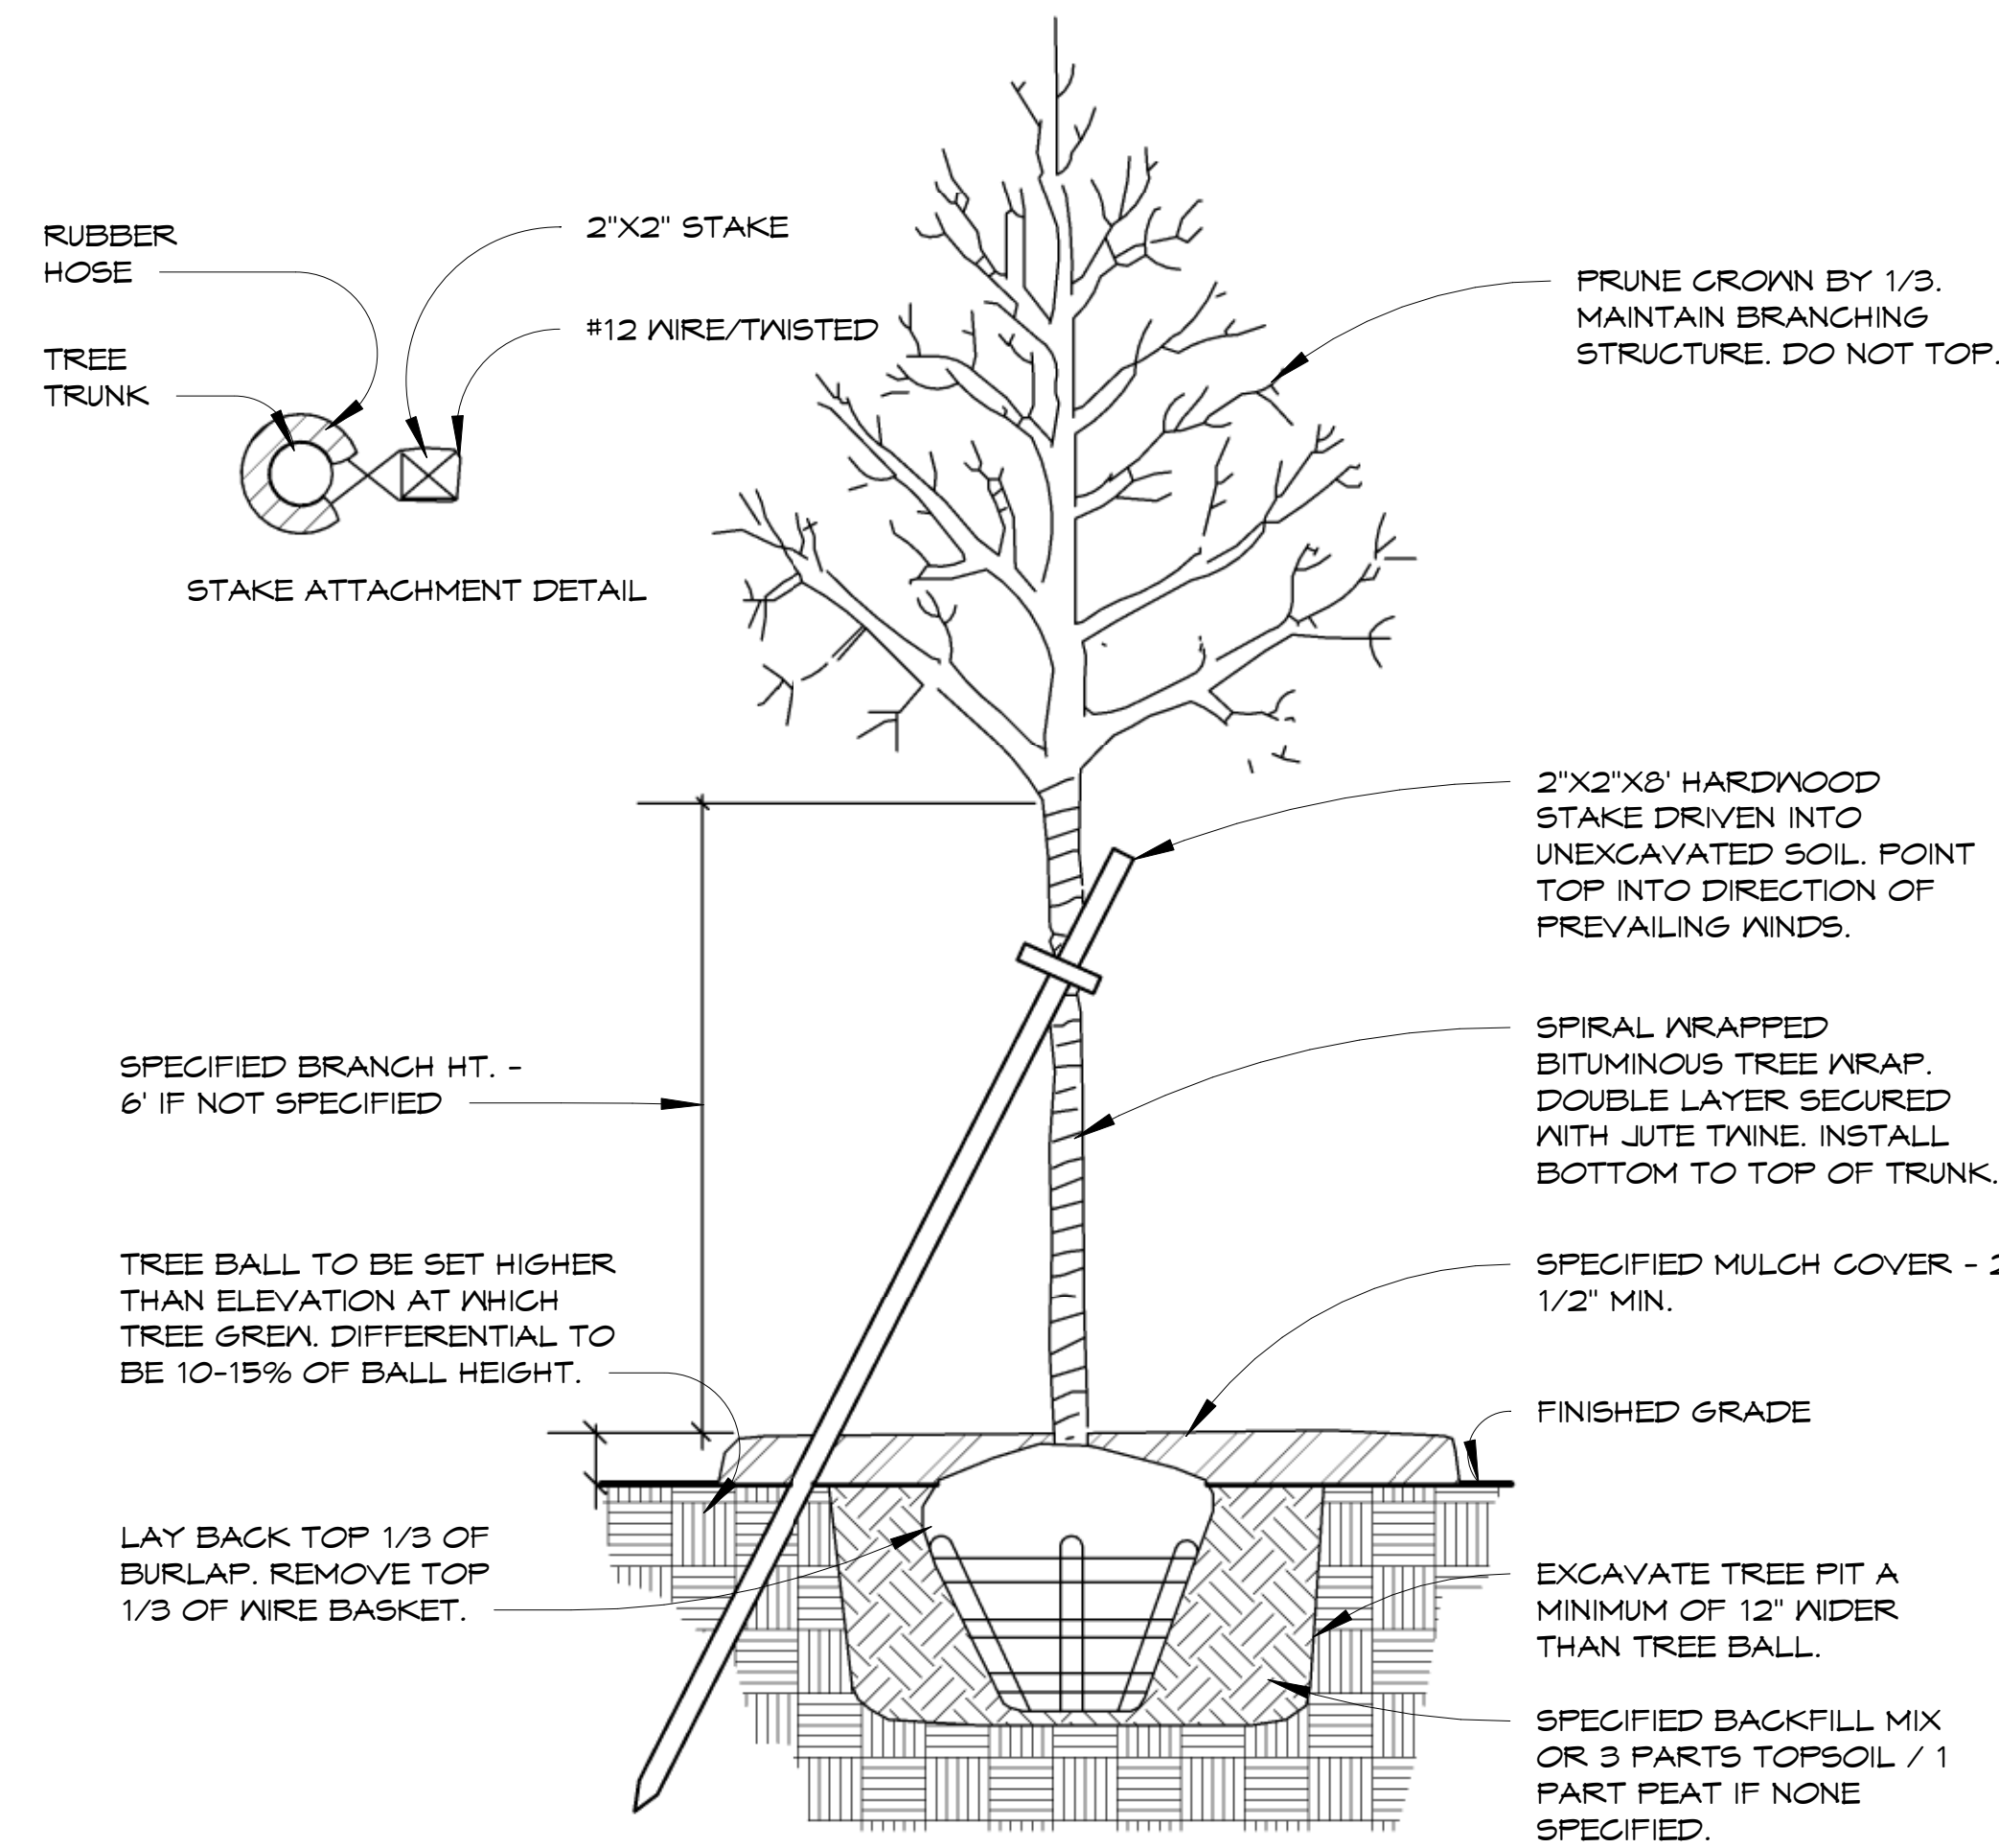 RUBBER
HOSE
TREE
TRUNK
2"X2" STAKE
#12 WIRE/TWISTED
STAKE ATTACHMENT DETAIL
PRUNE CROWN BY 1/3.
MAINTAIN BRANCHING
STRUCTURE. DO NOT TOP.
2"X2"X8' HARDWOOD
STAKE DRIVEN INTO
UNEXCAVATED SOIL. POINT
TOP INTO DIRECTION OF
PREVAILING WINDS.
SPECIFIED BRANCH HT. -
6' IF NOT SPECIFIED
SPIRAL WRAPPED
BITUMINOUS TREE WRAP.
DOUBLE LAYER SECURED
WITH JUTE TWINE. INSTALL
BOTTOM TO TOP OF TRUNK.
TREE BALL TO BE SET HIGHER
THAN ELEVATION AT WHICH
TREE GREW. DIFFERENTIAL TO
BE 10-15% OF BALL HEIGHT.
SPECIFIED MULCH COVER - 2
1/2" MIN.
FINISHED GRADE
LAY BACK TOP 1/3 OF
BURLAP. REMOVE TOP
1/3 OF WIRE BASKET.
EXCAVATE TREE PIT A
MINIMUM OF 12" WIDER
THAN TREE BALL.
SPECIFIED BACKFILL MIX
OR 3 PARTS TOPSOIL / 1
PART PEAT IF NONE
SPECIFIED.